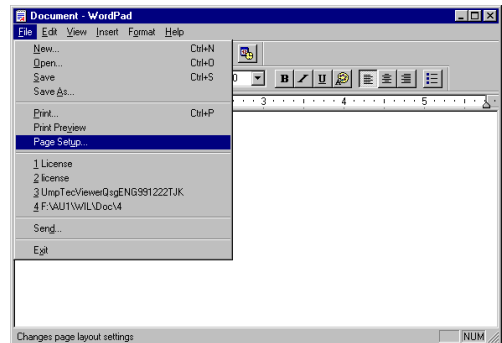 Document - WordPad
File Edit View Insert Format Help
New... Ctrl+N
Open... Ctrl+O
Save Ctrl+S
Save As...
0 B I U
3 4 5
Print... Ctrl+P
Print Preview
Page Setup...
1 License
2 license
3 UmpTecViewerQsgENG991222TJK
4 F:\AU1\WIL\Doc\4
Send...
Exit
Changes page layout settings NUM